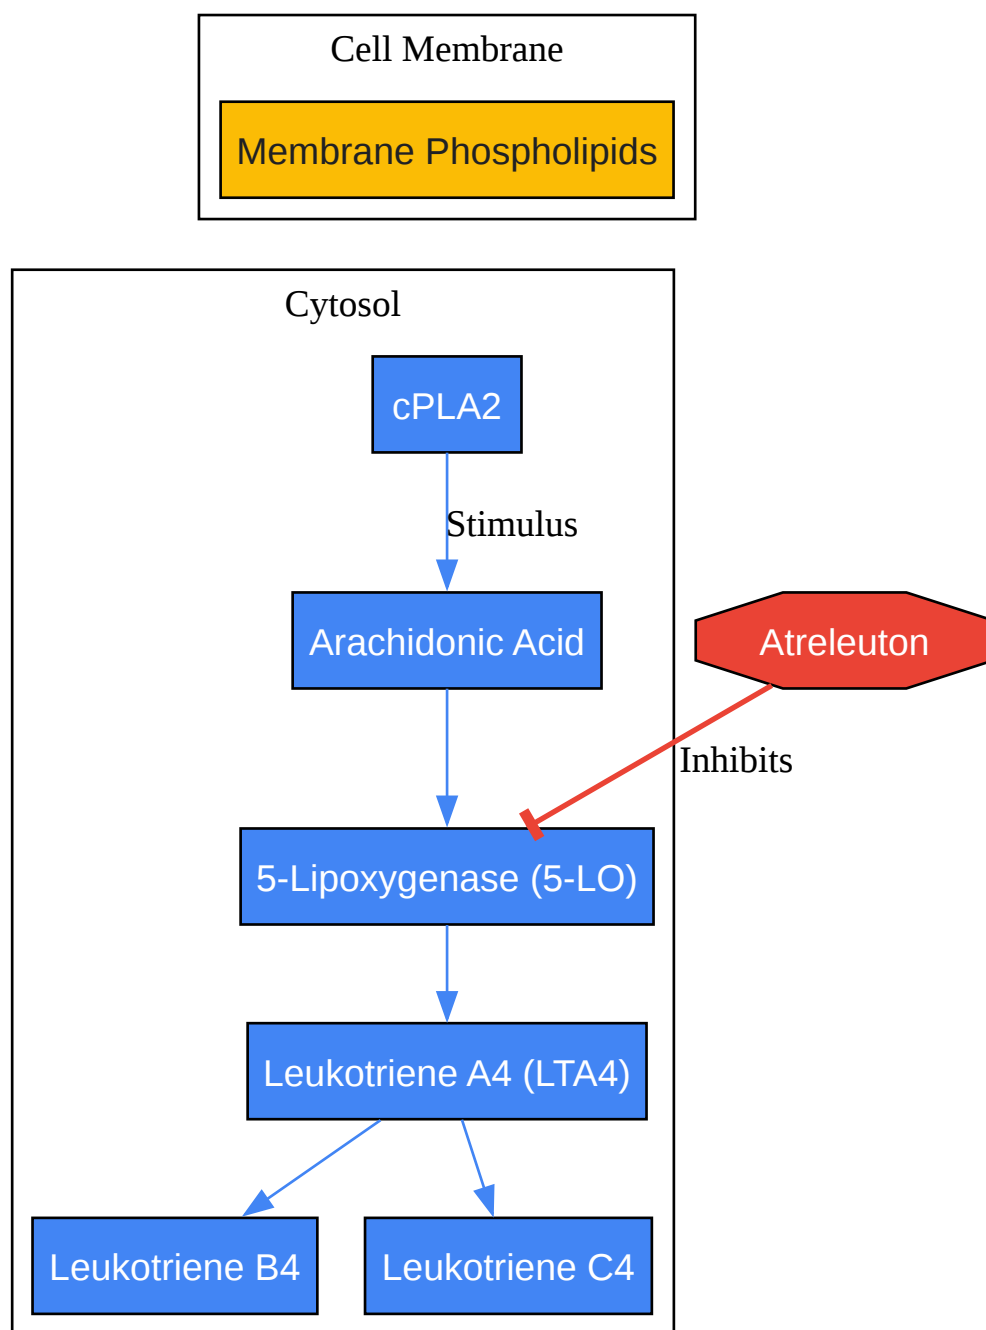 Cell Membrane
Membrane Phospholipids
Cytosol
cPLA2
Stimulus
Arachidonic Acid
Atreleuton
Inhibits
5-Lipoxygenase (5-LO)
Leukotriene A4 (LTA4)
Leukotriene B4
Leukotriene C4